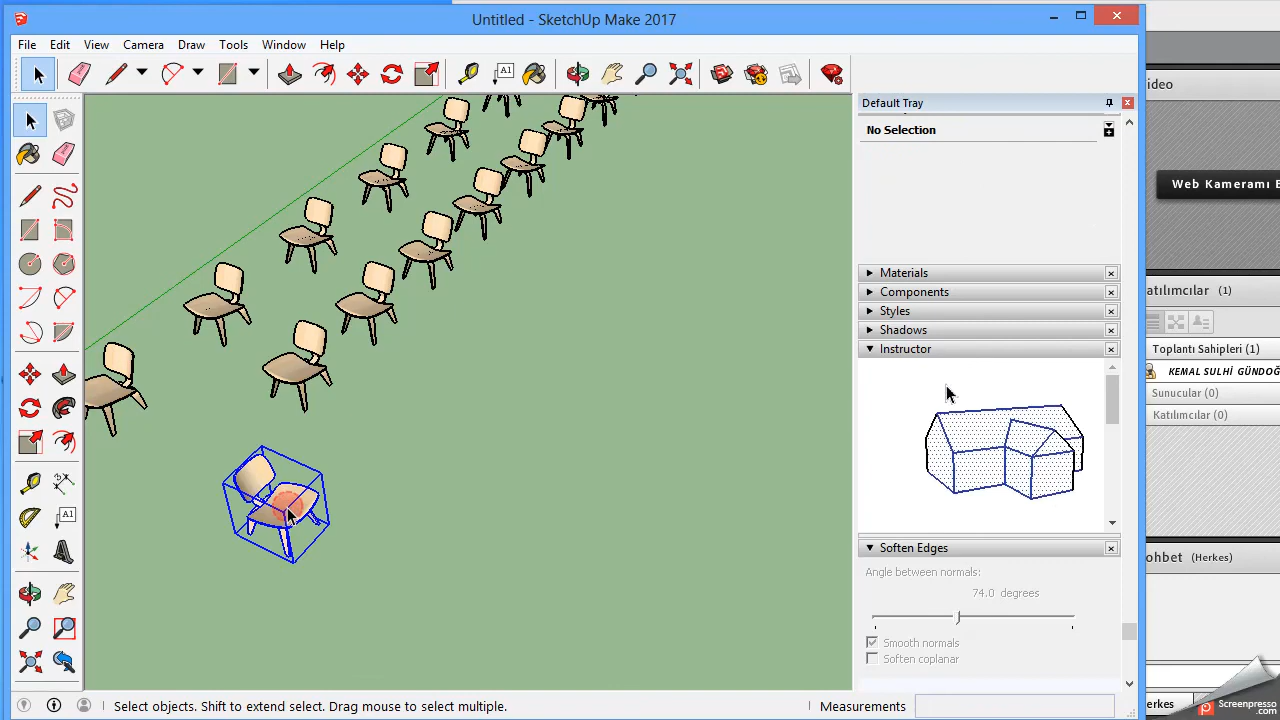 Untitled - SketchUp Make 2017
File Edit View Camera Draw Tools Window Help
A1
Default Tray
No Selection
Materials
Components
Styles
Shadows
Instructor
Soften Edges
Angle between normals:
74.0 degrees
Smooth normals
Soften coplanar
A1
Select objects. Shift to extend select. Drag mouse to select multiple.
Measurements
ideo
Web Kameramı E
atılımcılar (1)
Toplantı Sahipleri (1)
KEMAL SULHİ GÜNDOĞ
Sunucular (0)
Katılımcılar (0)
ohbet (Herkes)
erkes
Screenpresso
.com